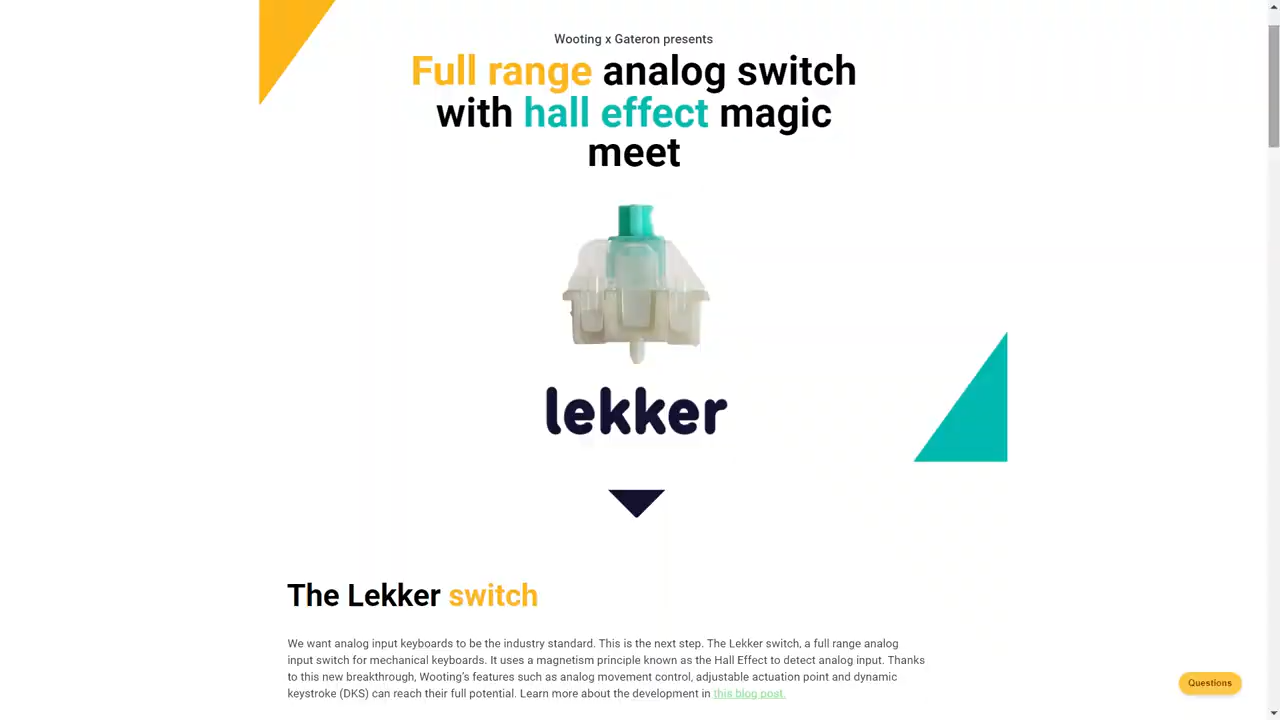 Wooting x Gateron presents
Full range analog switch
with hall effect magic
meet
lekker
The Lekker switch
We want analog input keyboards to be the industry standard. This is the next step. The Lekker switch, a full range analog
input switch for mechanical keyboards. It uses a magnetism principle known as the Hall Effect to detect analog input. Thanks
to this new breakthrough, Wooting's features such as analog movement control, adjustable actuation point and dynamic
keystroke (DKS) can reach their full potential. Learn more about the development in this blog post.
Questions